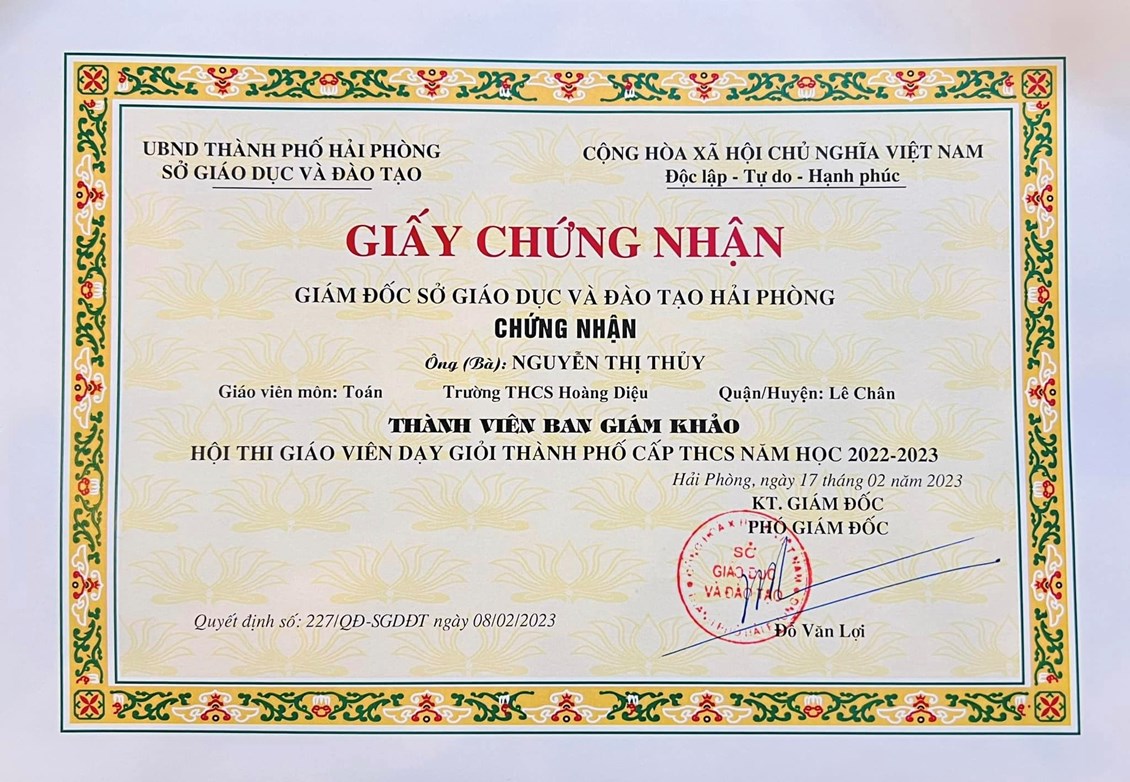 UBND THÀNH PHỐ HẢI PHÒNG
SỞ GIÁO DỤC VÀ ĐÀO TẠO
CỘNG HÒA XÃ HỘI CHỦ NGHĨA VIỆT NAM
Độc lập - Tự do - Hạnh phúc
GIẤY CHỨNG NHẬN
GIÁM ĐỐC SỞ GIÁO DỤC VÀ ĐÀO TẠO HẢI PHÒNG
CHỨNG NHẬN
Ông (Bà): NGUYỄN THỊ THỦY
Giáo viên môn: Toán Trường THCS Hoàng Diệu Quận/Huyện: Lê Chân
THÀNH VIÊN BAN GIÁM KHẢO
HỘI THI GIÁO VIÊN DẠY GIỎI THÀNH PHỐ CẤP THCS NĂM HỌC 2022-2023
Hải Phòng, ngày 17 tháng 02 năm 2023
KT. GIÁM ĐỐC
PHÓ GIÁM ĐỐC
SỞ
GIÁO DỤC
VÀ ĐÀO TẠO
Quyết định số: 227/QĐ-SGDĐT ngày 08/02/2023
Đỗ Văn Lợi